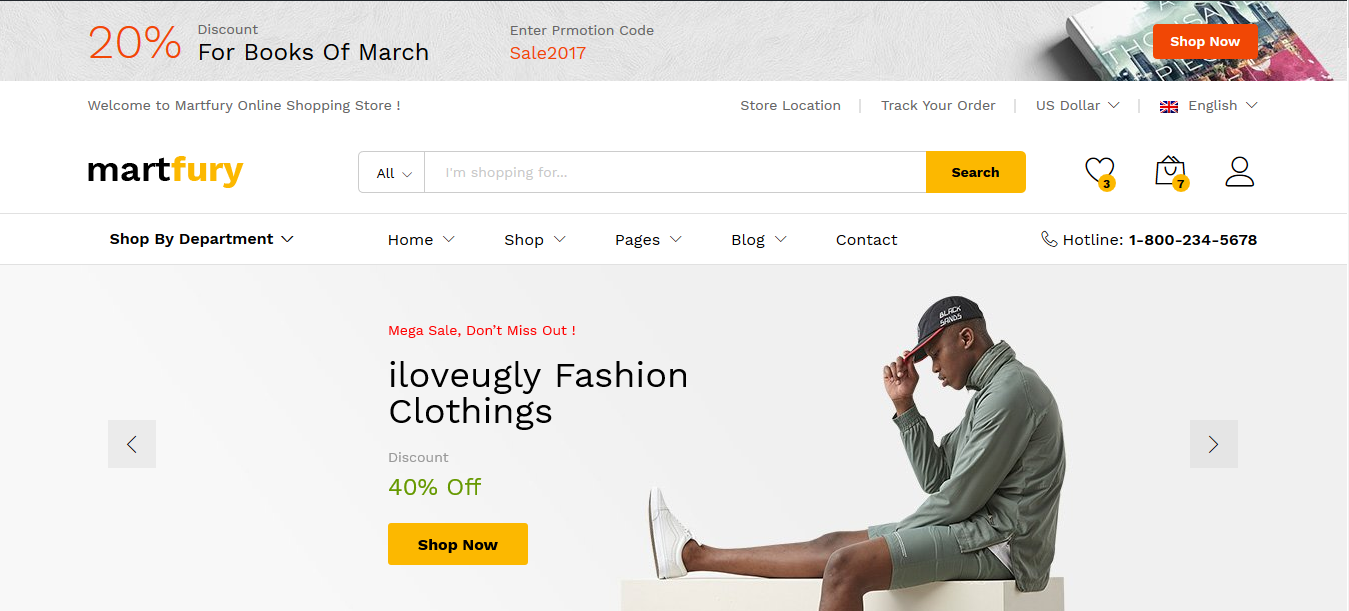 20%
Discount
For Books Of March
Enter Prmotion Code
Sale2017
Shop Now
Welcome to Martfury Online Shopping Store !
Store Location
Track Your Order
US Dollar
English
martfury
All
I'm shopping for...
Search
3
7
Shop By Department
Home
Shop
Pages
Blog
Contact
Hotline: 1-800-234-5678
Mega Sale, Don't Miss Out !
BLACK
SANDS
iloveugly Fashion
Clothings
Discount
40% Off
Shop Now